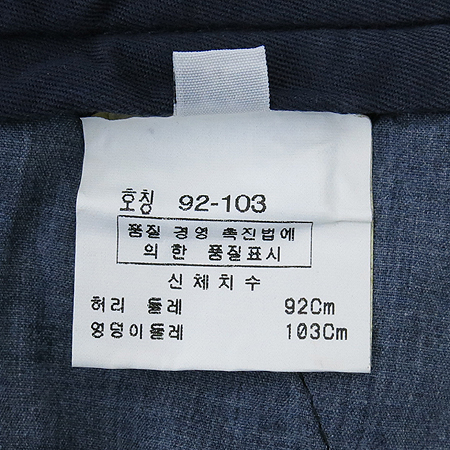 호칭 92-103
품질 경영 촉진법에
의 한 품질표시
신체치수
허리 둘레 92Cm
엉덩이둘레 103Cm